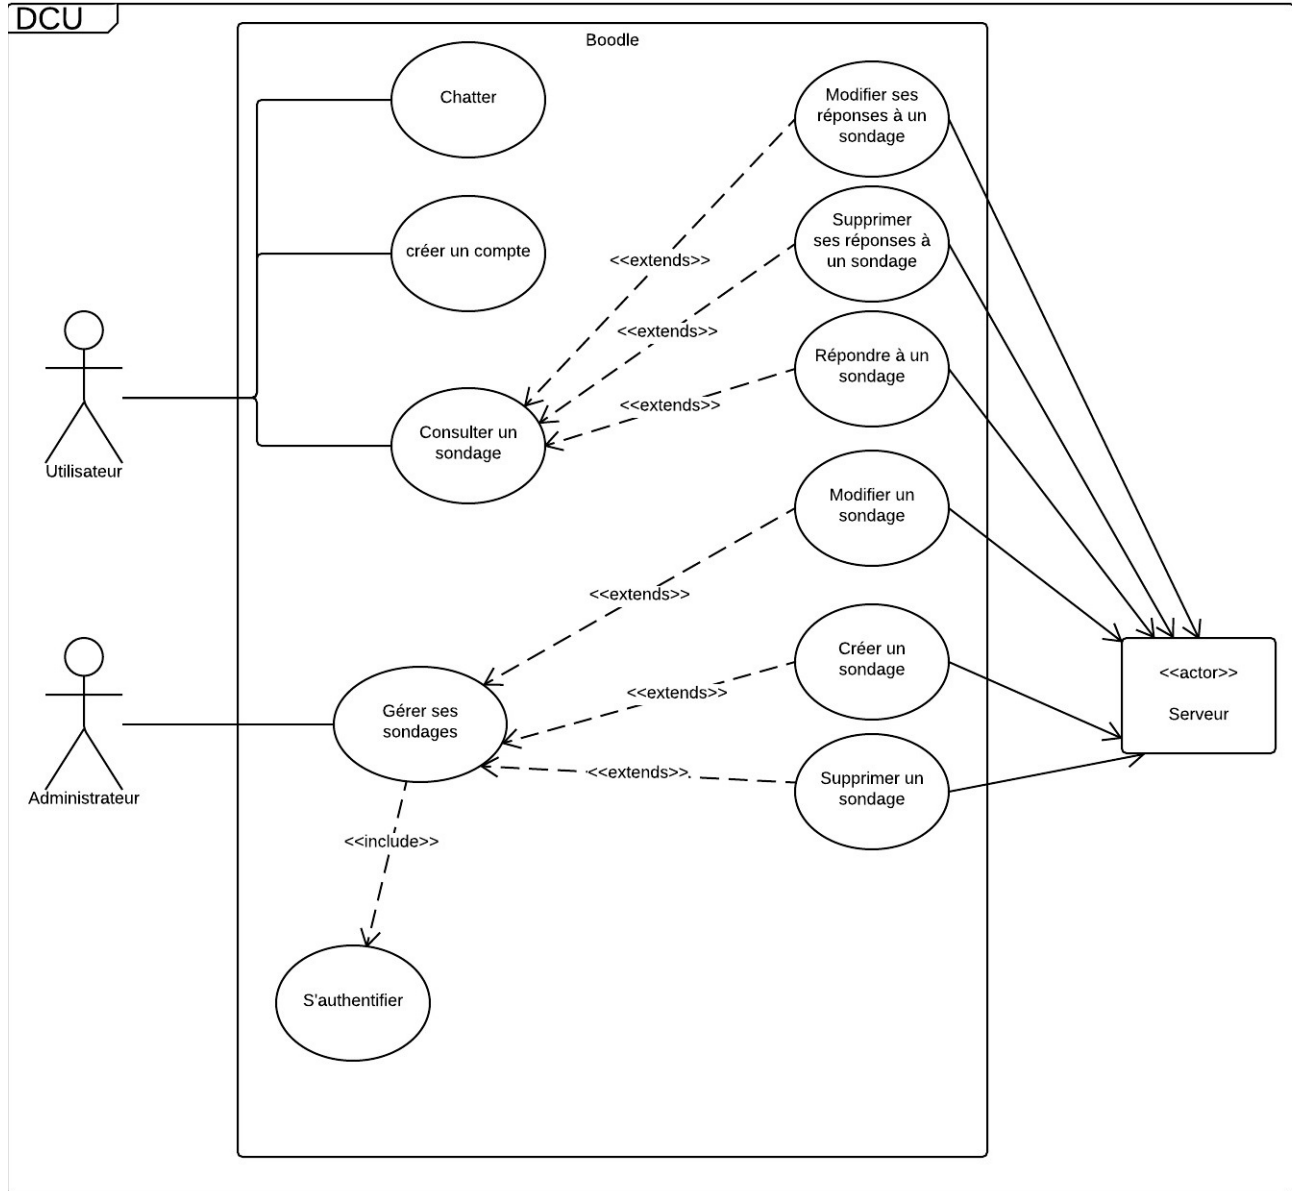 DCU
Boodle
Chatter
Modifier ses
réponses à un
sondage
créer un compte
Supprimer
ses réponses à
un sondage
<<extends>>
<<extends>>
Répondre à un
sondage
<<extends>>
Consulter un
sondage
Utilisateur
Modifier un
sondage
<<extends>>
Créer un
sondage
<<actor>>
Serveur
<<extends>>
Gérer ses
sondages
<<extends>>
Supprimer un
sondage
Administrateur
<<include>>
S'authentifier